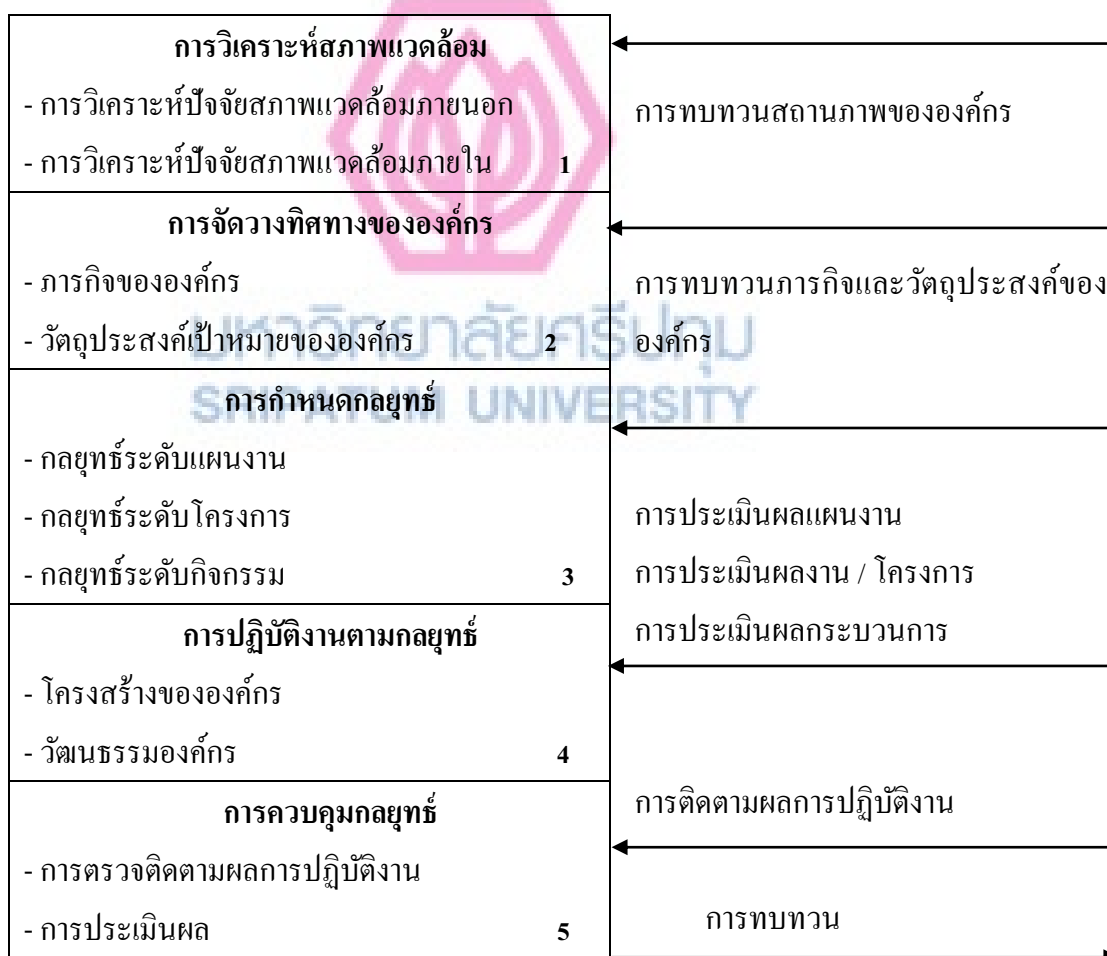 การวิเคราะห์สภาพแวดล้อม
- การวิเคราะห์ปัจจัยสภาพแวดล้อมภายนอก
- การวิเคราะห์ปัจจัยสภาพแวดล้อมภายใน 1
การทบทวนสถานภาพขององค์กร
การจัดวางทิศทางขององค์กร
- ภารกิจขององค์กร
- วัตถุประสงค์เป้าหมายขององค์กร 2
การทบทวนภารกิจและวัตถุประสงค์ของ
องค์กร
มหาวิทยาลัยศรีปทุม
SRIPATUM UNIVERSITY
การกำหนดกลยุทธ์
- กลยุทธ์ระดับแผนงาน
- กลยุทธ์ระดับโครงการ
- กลยุทธ์ระดับกิจกรรม 3
การประเมินผลแผนงาน
การประเมินผลงาน / โครงการ
การประเมินผลกระบวนการ
การปฏิบัติงานตามกลยุทธ์
- โครงสร้างขององค์กร
- วัฒนธรรมองค์กร 4
การติดตามผลการปฏิบัติงาน
การควบคุมกลยุทธ์
- การตรวจติดตามผลการปฏิบัติงาน
- การประเมินผล 5
การทบทวน